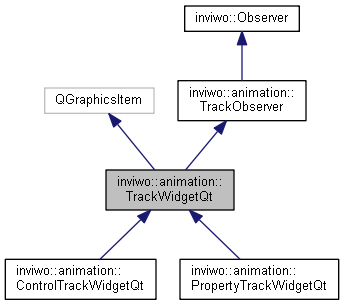 inviwo::Observer
QGraphicsItem
inviwo::animation::
TrackObserver
inviwo::animation::
TrackWidgetQt
inviwo::animation::
ControlTrackWidgetQt
inviwo::animation::
PropertyTrackWidgetQt